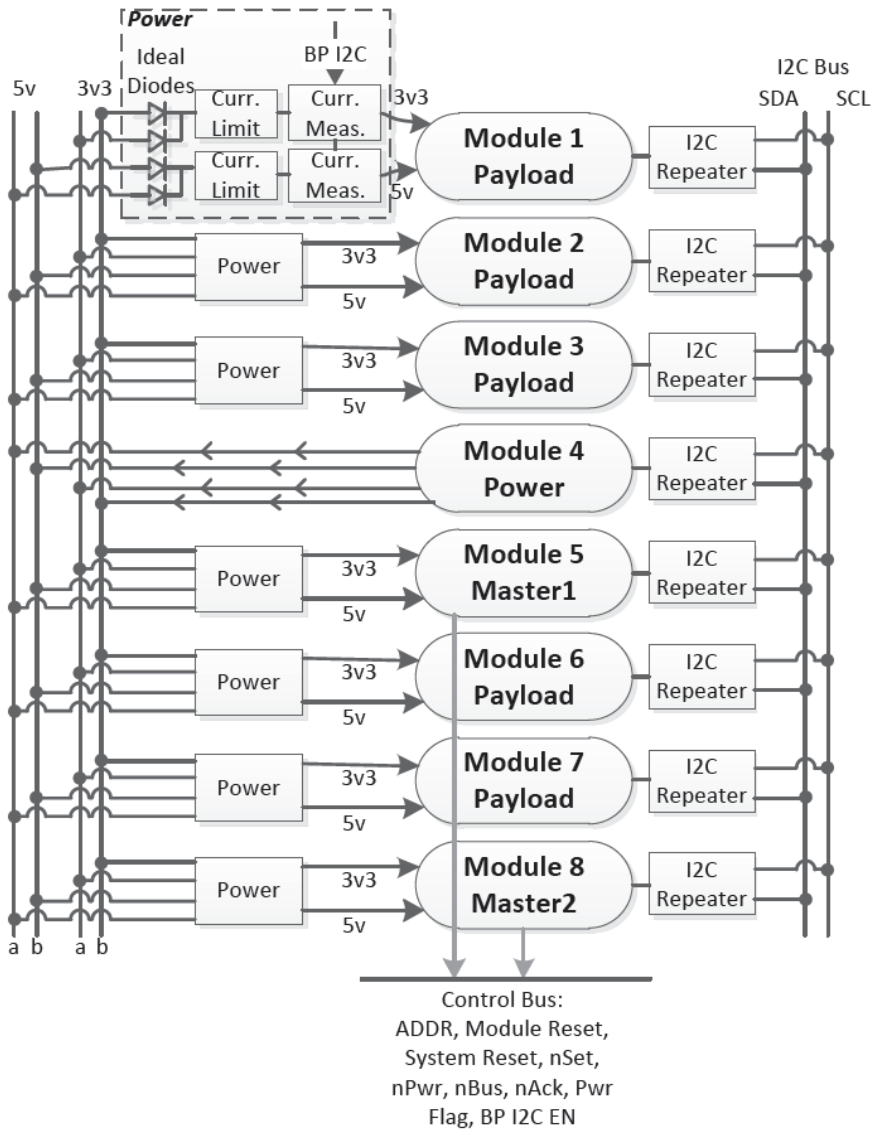 Power
BP I2C
Ideal
Diodes
5v
3v3
Curr.
Limit
Curr.
Meas.
3v3
Curr.
Limit
Curr.
Meas.
5v
I2C Bus
SDA
SCL
Module 1
Payload
I2C
Repeater
Power
3v3
5v
Module 2
Payload
I2C
Repeater
Power
3v3
5v
Module 3
Payload
I2C
Repeater
Module 4
Power
I2C
Repeater
Power
3v3
5v
Module 5
Master1
I2C
Repeater
Power
3v3
5v
Module 6
Payload
I2C
Repeater
Power
3v3
5v
Module 7
Payload
I2C
Repeater
Power
3v3
5v
Module 8
Master2
I2C
Repeater
a b a b
Control Bus:
ADDR, Module Reset,
System Reset, nSet,
nPwr, nBus, nAck, Pwr
Flag, BP I2C EN